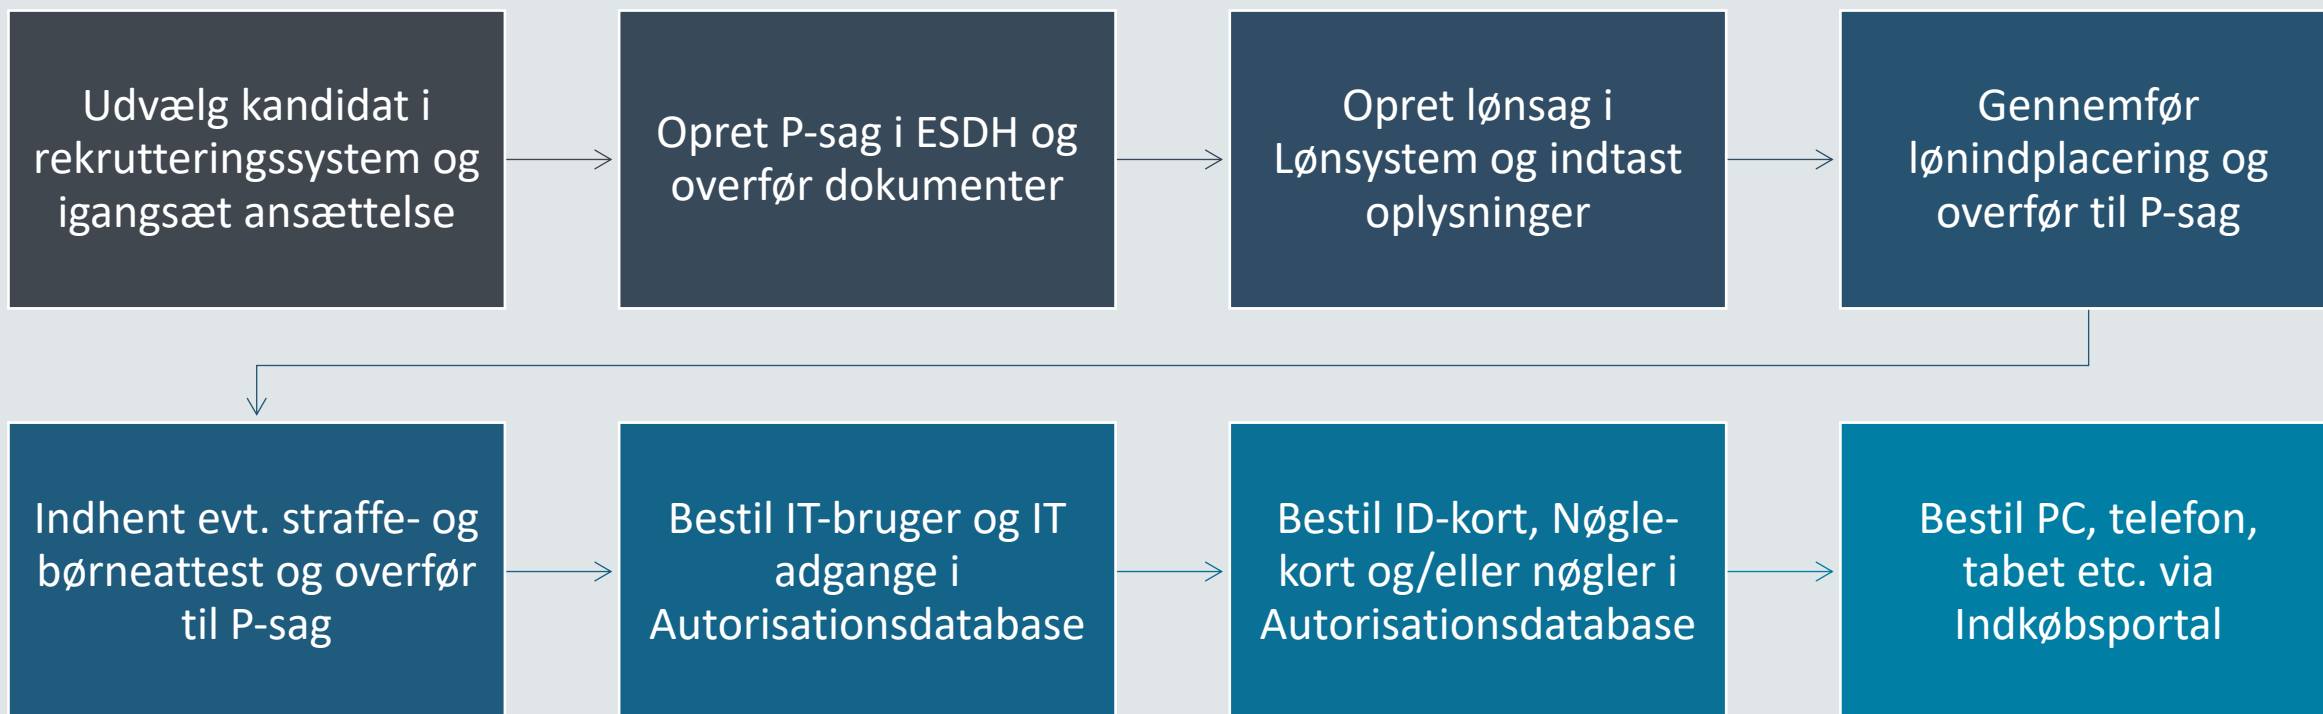 Udvælg kandidat i
rekrutteringssystem og
igangsæt ansættelse
Opret P-sag i ESDH og
overfør dokumenter
Opret lønsag i
Lønsystem og indtast
oplysninger
Gennemfør
lønindplacering og
overfør til P-sag
Indhent evt. straffe- og
børneattest og overfør
til P-sag
Bestil IT-bruger og IT
adgange i
Autorisationsdatabase
Bestil ID-kort, Nøgle-
kort og/eller nøgler i
Autorisationsdatabase
Bestil PC, telefon,
tabet etc. via
Indkøbsportal